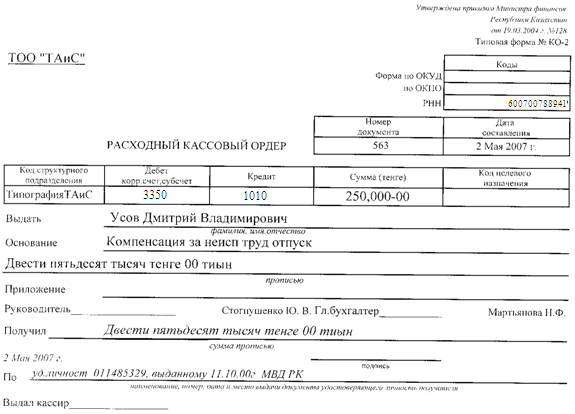 Утверждена приказом Министра финансов
Республики Казахстан
от 19.03.2004 г. №128
Типовая форма № КО-2
ТОО "ТАиС"
Коды
Форма по ОКУД
по ОКПО
РНН 600700788941
Номер документа Дата составления
РАСХОДНЫЙ КАССОВЫЙ ОРДЕР 563 2 Мая 2007 г.
Код структурного подразделения Дебет корр.счет,субсчет Кредит Сумма (тенге) Код целевого назначения
ТипографияТАиС 3350 1010 250,000-00
Выдать Усов Дмитрий Владимирович
фамилия, имя,отчество
Основание Компенсация за неисп труд отпуск
Двести пятьдесят тысяч тенге 00 тиын
прописью
Приложение
Руководитель Стогнушенко Ю. В. Гл.бухгалтер Мартьянова Н.Ф.
Получил Двести пятьдесят тысяч тенге 00 тиын
сумма прописью
2 Мая 2007 г.
подпись
По уд.личност 011485329, выданному 11.10.00г МВД РК
наименование, номер, дата и место выдачи документа удостоверяющего личность получателя
Выдал кассир